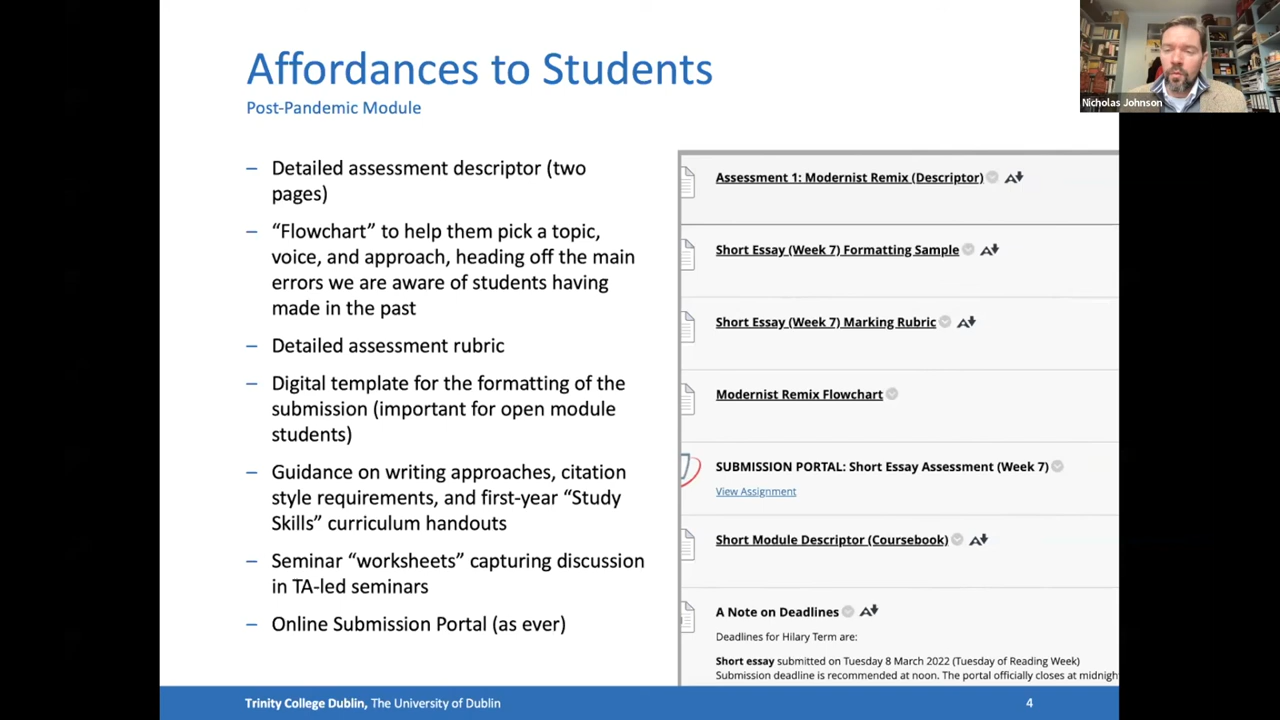 Affordances to Students
Post-Pandemic Module
– Detailed assessment descriptor (two
pages)
– “Flowchart” to help them pick a topic,
voice, and approach, heading off the main
errors we are aware of students having
made in the past
– Detailed assessment rubric
– Digital template for the formatting of the
submission (important for open module
students)
– Guidance on writing approaches, citation
style requirements, and first-year “Study
Skills” curriculum handouts
– Seminar “worksheets” capturing discussion
in TA-led seminars
– Online Submission Portal (as ever)
Assessment 1: Modernist Remix (Descriptor)
Short Essay (Week 7) Formatting Sample
Short Essay (Week 7) Marking Rubric
Modernist Remix Flowchart
SUBMISSION PORTAL: Short Essay Assessment (Week 7)
View Assignment
Short Module Descriptor (Coursebook)
A Note on Deadlines
Deadlines for Hilary Term are:
Short essay submitted on Tuesday 8 March 2022 (Tuesday of Reading Week)
Submission deadline is recommended at noon. The portal officially closes at midnigh
Nicholas Johnson
Trinity College Dublin, The University of Dublin
4